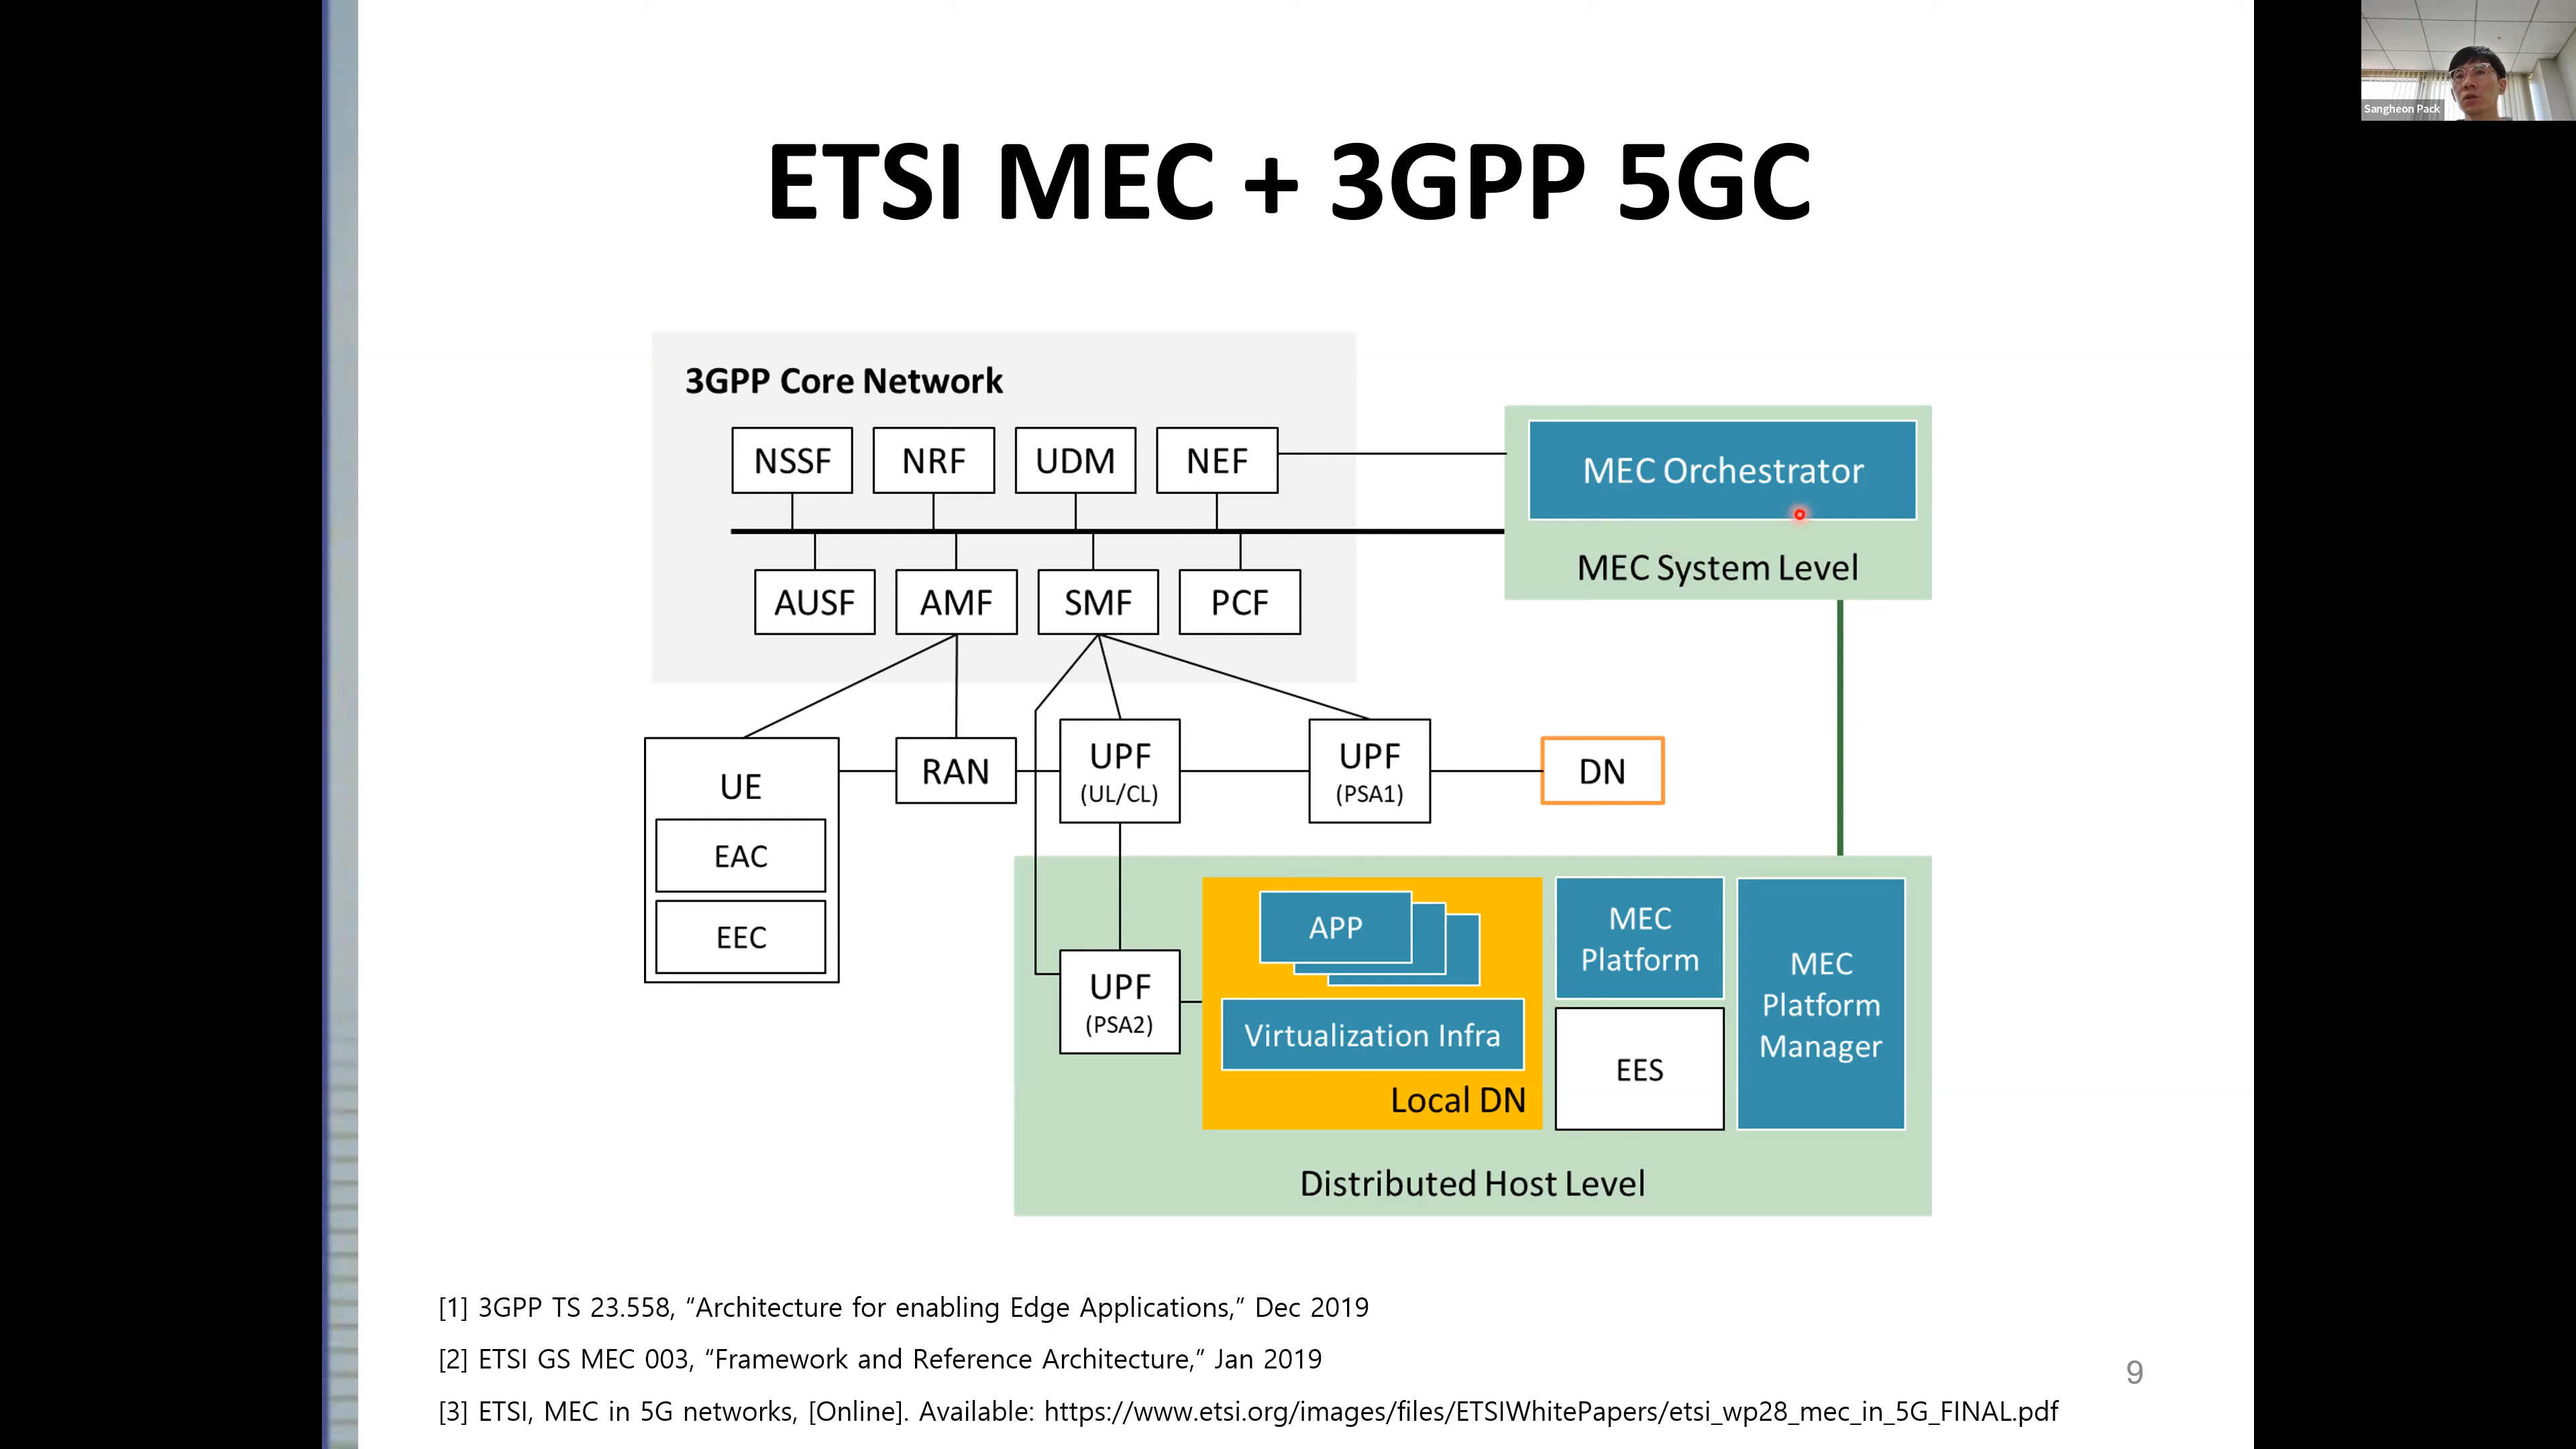 Sangheon Pack
ETSI MEC + 3GPP 5GC
3GPP Core Network
NSSF
NRF
UDM
NEF
MEC Orchestrator
MEC System Level
AUSF
AMF
SMF
PCF
UE
EAC
EEC
RAN
UPF
(UL/CL)
UPF
(PSA1)
DN
UPF
(PSA2)
APP
Virtualization Infra
Local DN
MEC
Platform
EES
MEC
Platform
Manager
Distributed Host Level
[1] 3GPP TS 23.558, “Architecture for enabling Edge Applications,” Dec 2019
[2] ETSI GS MEC 003, “Framework and Reference Architecture,” Jan 2019
[3] ETSI, MEC in 5G networks, [Online]. Available: https://www.etsi.org/images/files/ETSIWhitePapers/etsi_wp28_mec_in_5G_FINAL.pdf
9